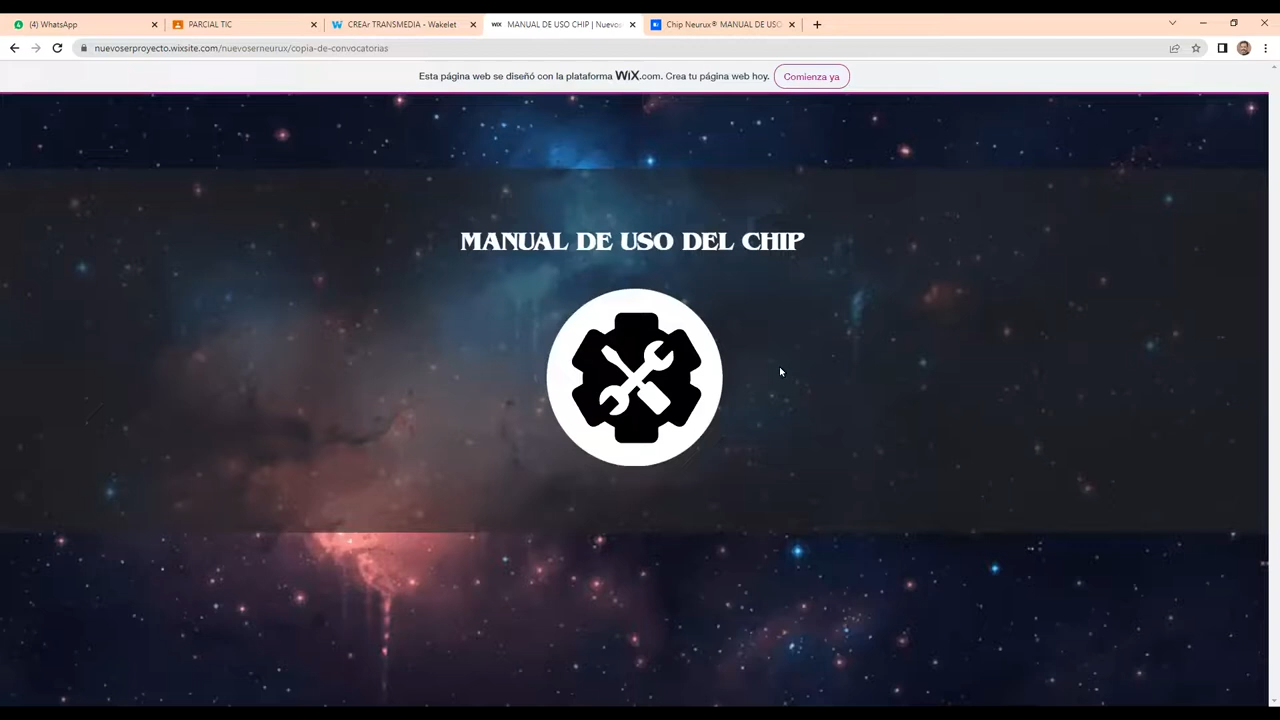 (4) WhatsApp
PARCIAL TIC
CREAr TRANSMEDIA - Wakelet
WiX MANUAL DE USO CHIP | Nuevos
Chip Neurux® MANUAL DE USO
nuevoserproyecto.wixsite.com/nuevoserneurux/copia-de-convocatorias
Esta página web se diseñó con la plataforma WiX.com. Crea tu página web hoy. Comienza ya
MANUAL DE USO DEL CHIP